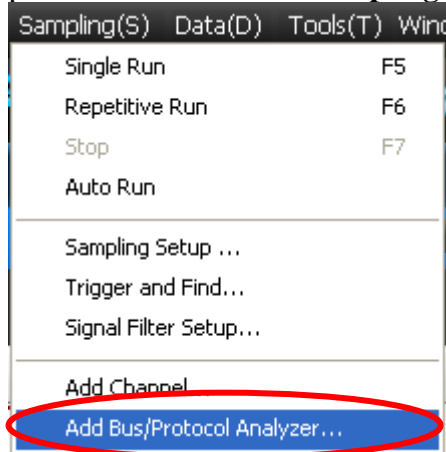 Sampling(S) Data(D) Tools(T)
Single Run F5
Repetitive Run F6
Stop F7
Auto Run
Sampling Setup ...
Trigger and Find...
Signal Filter Setup...
Add Channel...
Add Bus/Protocol Analyzer...